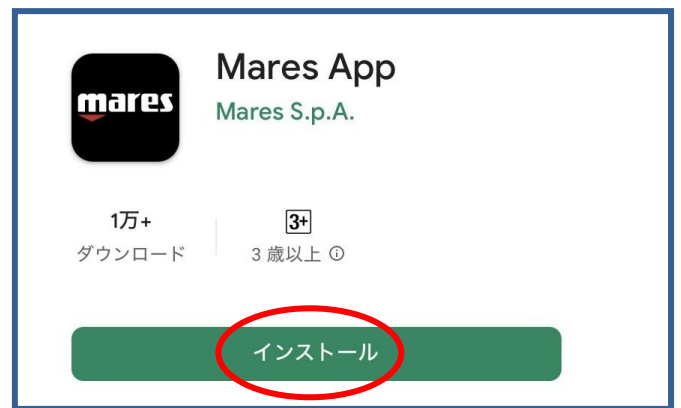 mares
Mares App
Mares S.p.A.
1万+
ダウンロード
3+
3 歳以上
インストール